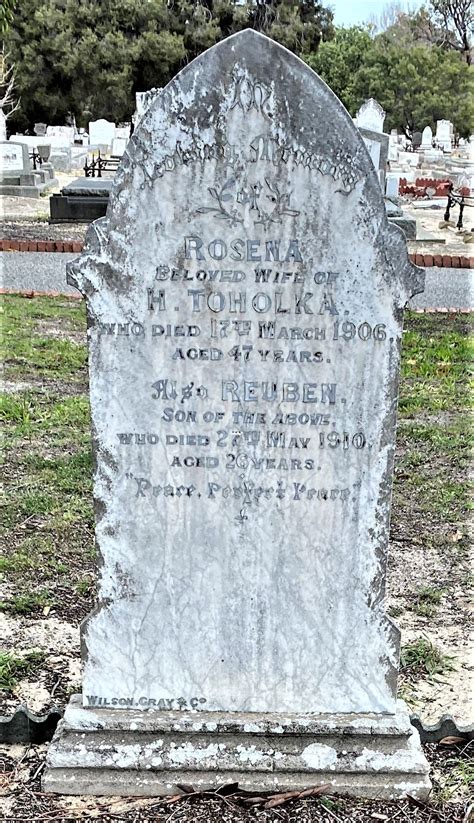 In
Loving Memory
of
ROSENA
BELOVED WIFE OF
H. TOHOLKA.
WHO DIED 17TH MARCH 1906.
AGED 47 YEARS.
Also REUBEN.
SON OF THE ABOVE.
WHO DIED 27TH MAY 1910.
AGED 26 YEARS.
"Peace, Perfect Peace."
WILSON. GRAY & CO